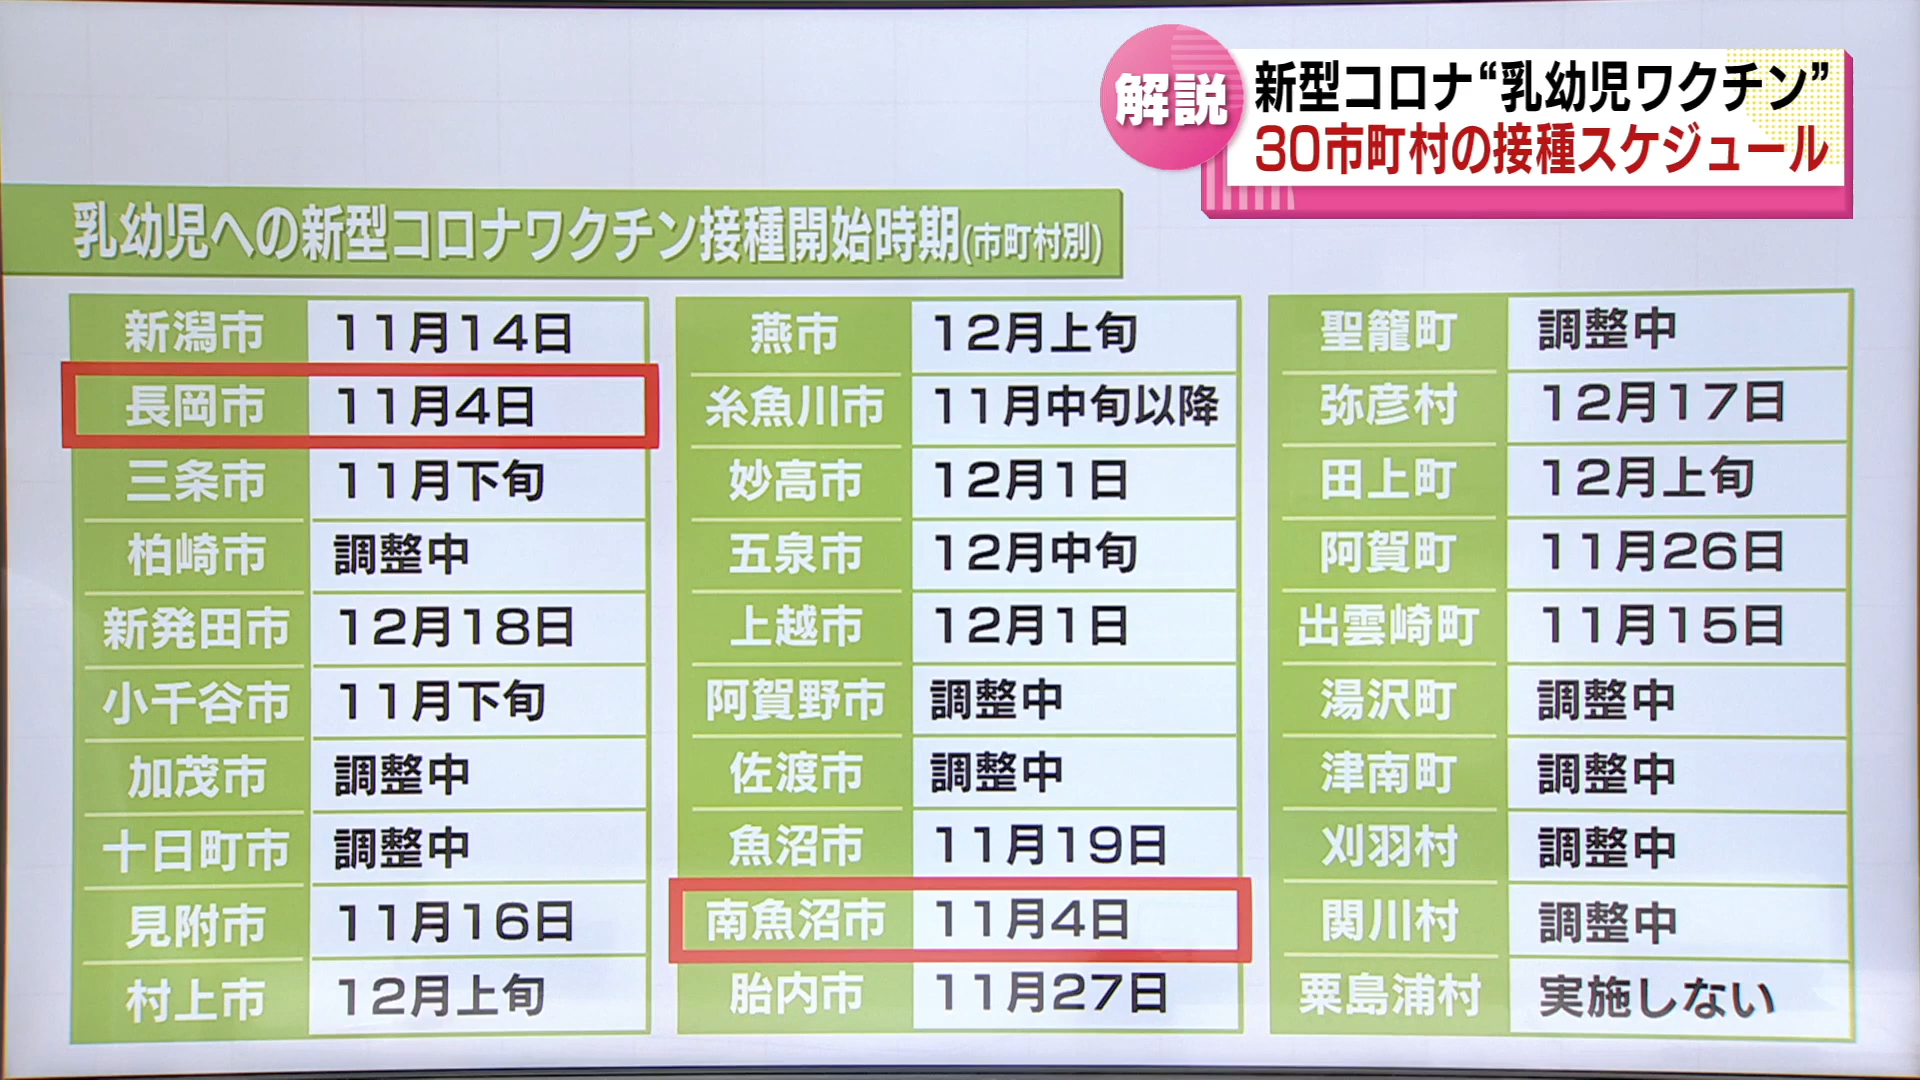 解説
新型コロナ“乳幼児ワクチン”
30市町村の接種スケジュール
乳幼児への新型コロナワクチン接種開始時期(市町村別)
新潟市 11月14日
長岡市 11月4日
三条市 11月下旬
柏崎市 調整中
新発田市 12月18日
小千谷市 11月下旬
加茂市 調整中
十日町市 調整中
見附市 11月16日
村上市 12月上旬
燕市 12月上旬
糸魚川市 11月中旬以降
妙高市 12月1日
五泉市 12月中旬
上越市 12月1日
阿賀野市 調整中
佐渡市 調整中
魚沼市 11月19日
南魚沼市 11月4日
胎内市 11月27日
聖籠町 調整中
弥彦村 12月17日
田上町 12月上旬
阿賀町 11月26日
出雲崎町 11月15日
湯沢町 調整中
津南町 調整中
刈羽村 調整中
関川村 調整中
粟島浦村 実施しない